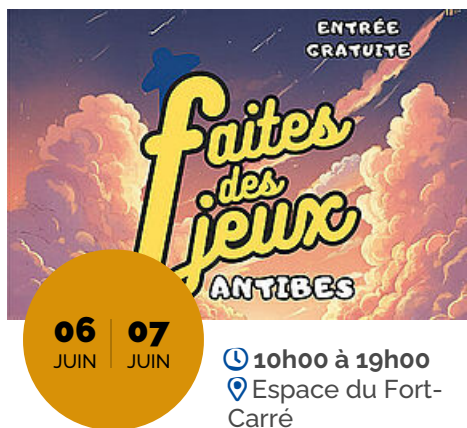 ENTRÉE
GRATUITE
faites
des
jeux
ANTIBES
06 07
JUIN JUIN
10h00 à 19h00
Espace du Fort-
Carré